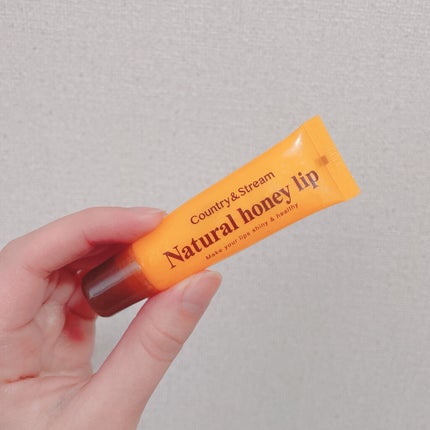 Country&Stream
Natural honey lip
Make your lips shiny & healthy